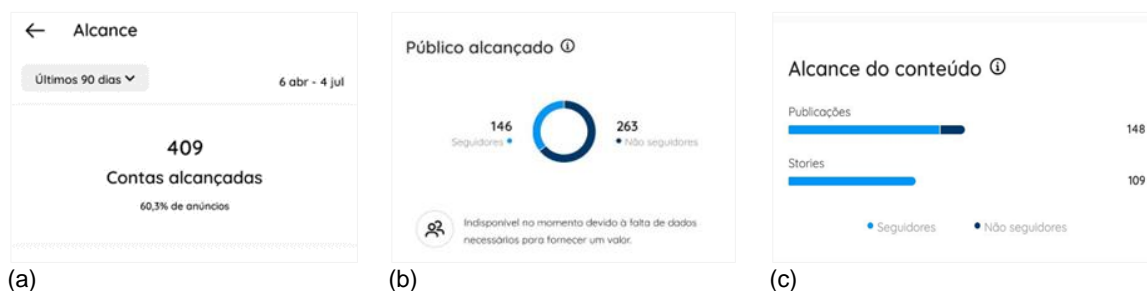 ← Alcance
Últimos 90 dias
6 abr - 4 jul
409
Contas alcançadas
60,3% de anúncios
(a)
Público alcançado
146
Seguidores
263
Não seguidores
Indisponível no momento devido à falta de dados
necessários para fornecer um valor.
(b)
Alcance do conteúdo
Publicações
148
Stories
109
Seguidores
Não seguidores
(c)